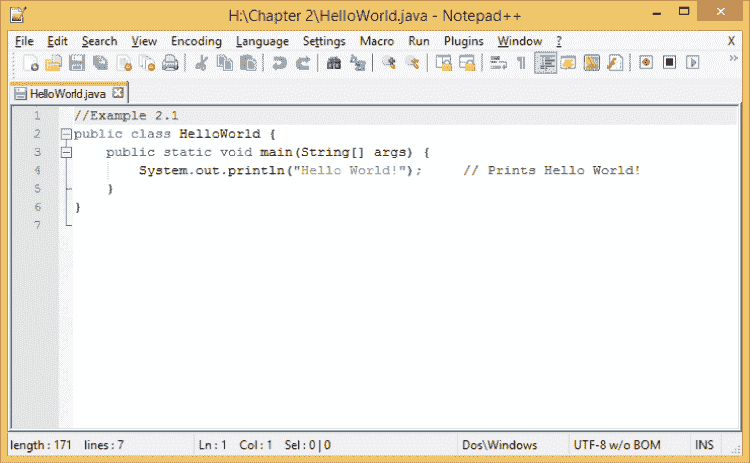 H:\Chapter 2\HelloWorld.java - Notepad++
File Edit Search View Encoding Language Settings Macro Run Plugins Window ? X
HelloWorld.java
1 //Example 2.1
2 public class HelloWorld {
3 public static void main(String[] args) {
4 System.out.println("Hello World!"); // Prints Hello World!
5 }
6 }
7
length : 171 lines : 7 Ln : 1 Col : 1 Sel : 0 | 0 Dos\Windows UTF-8 w/o BOM INS